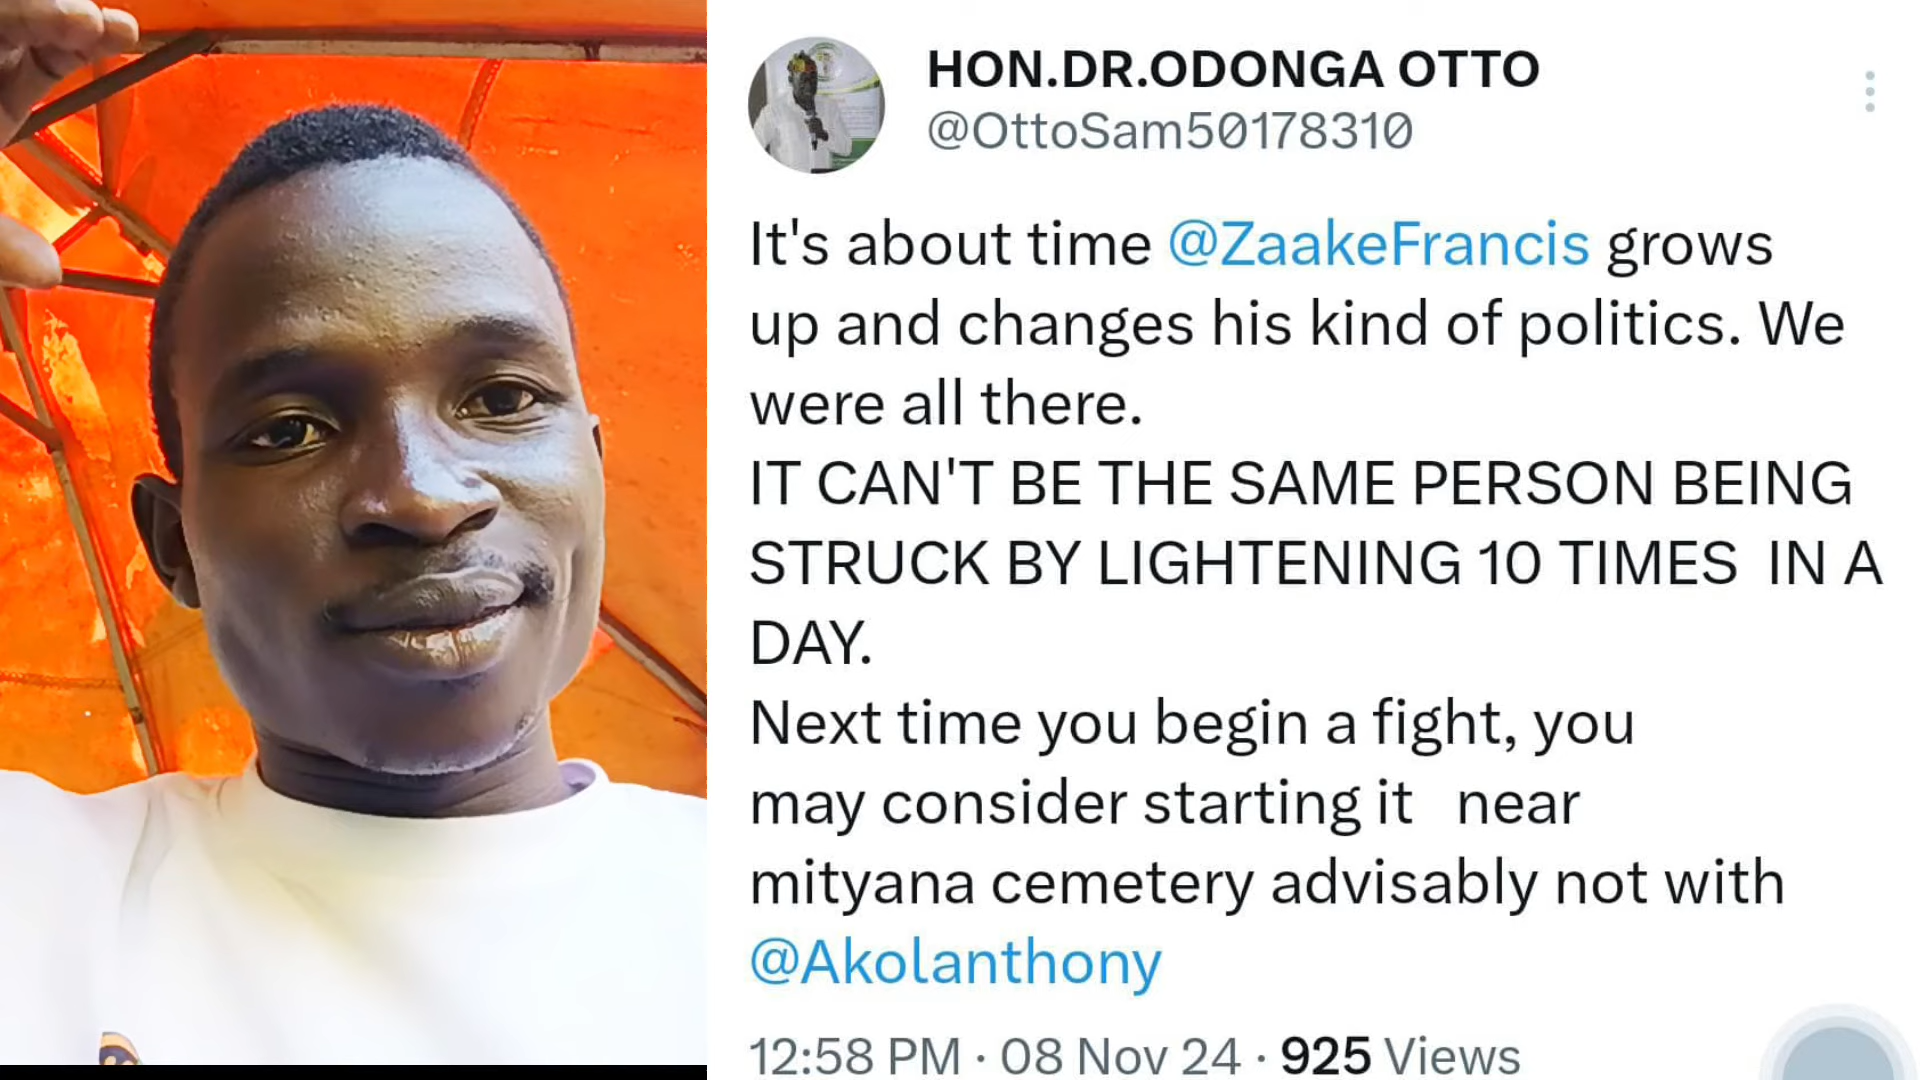 HON.DR.ODONGA OTTO
@OttoSam50178310
It's about time @ZaakeFrancis grows
up and changes his kind of politics. We
were all there.
IT CAN'T BE THE SAME PERSON BEING
STRUCK BY LIGHTENING 10 TIMES  IN A
DAY.
Next time you begin a fight, you
may consider starting it   near
mityana cemetery advisably not with
@Akolanthony
12:58 PM · 08 Nov 24 · 925 Views